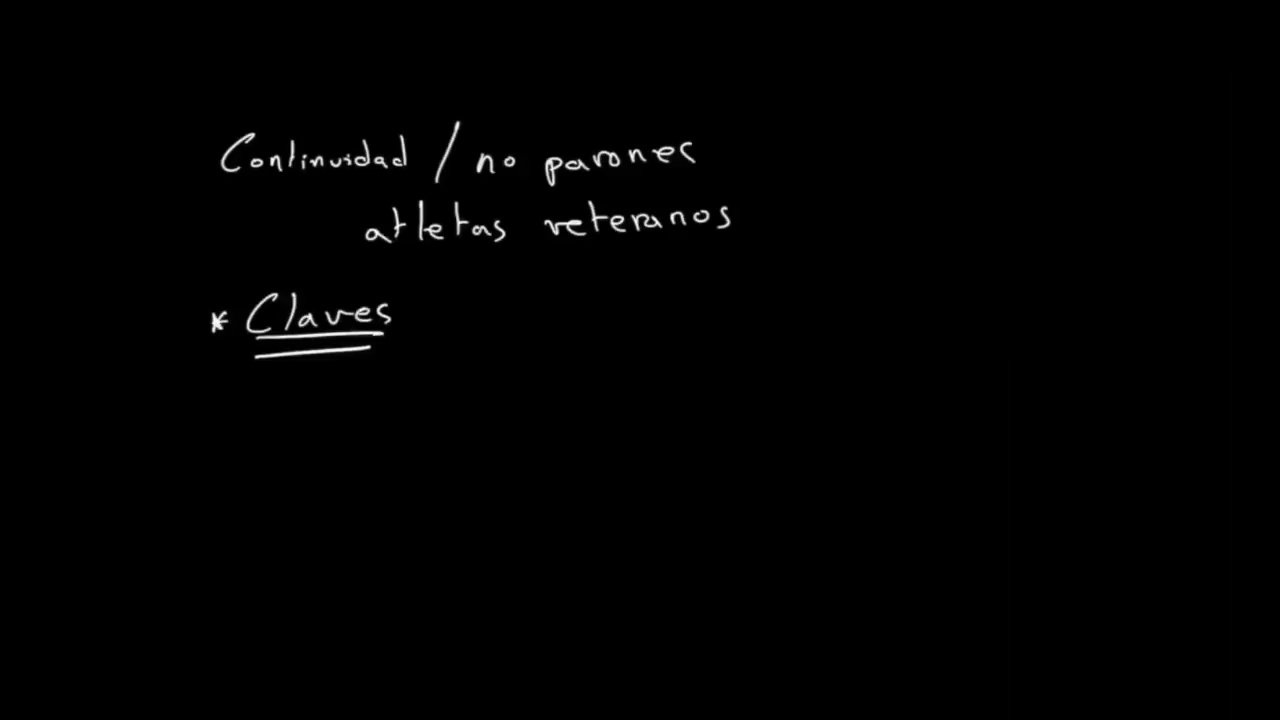 Continuidad / no parones
atletas veteranos
* Claves